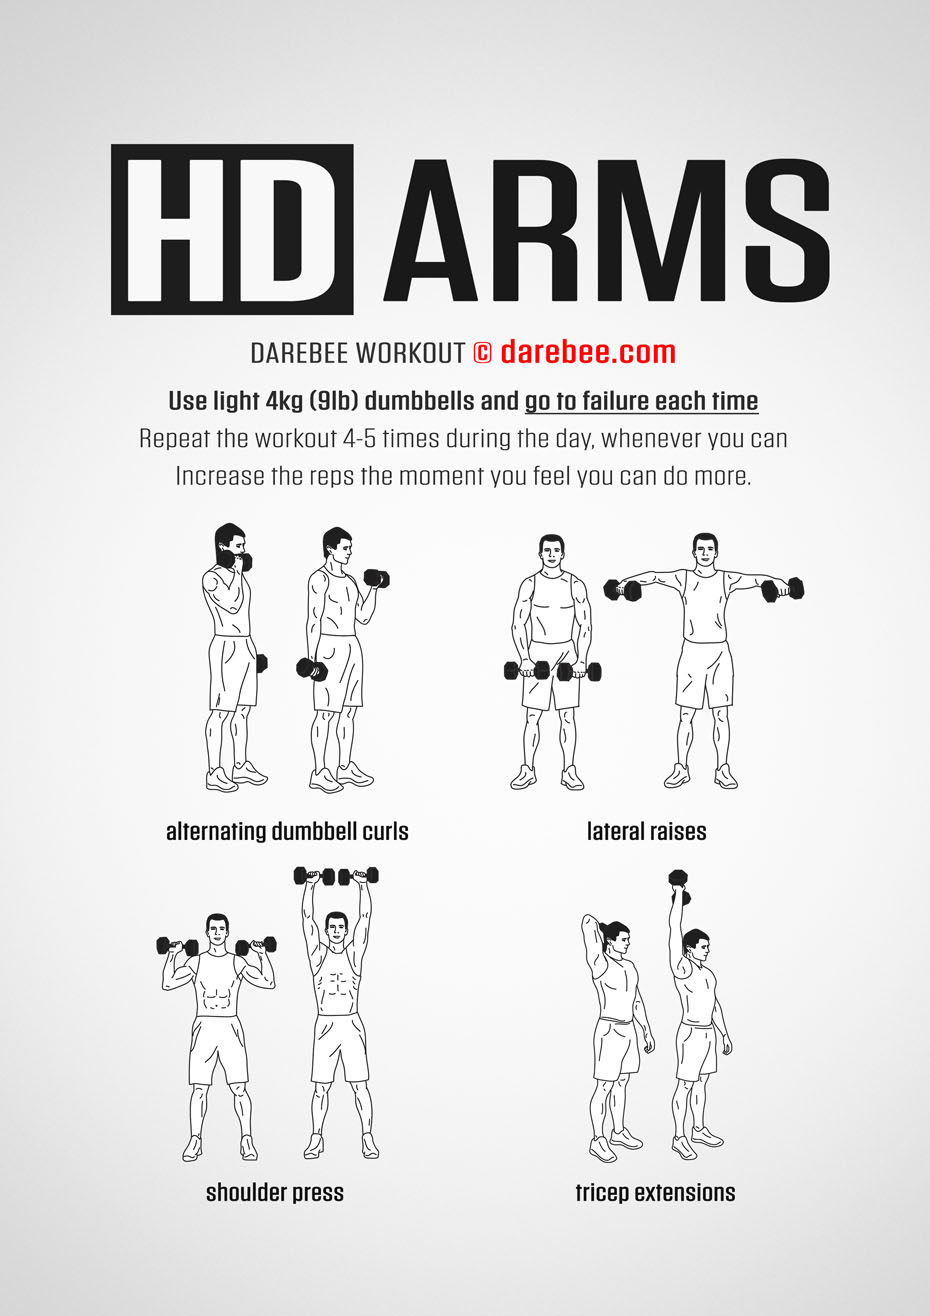 HD ARMS
DAREBEE WORKOUT © darebee.com
Use light 4kg (9lb) dumbbells and go to failure each time
Repeat the workout 4-5 times during the day, whenever you can
Increase the reps the moment you feel you can do more.
alternating dumbbell curls
lateral raises
shoulder press
tricep extensions